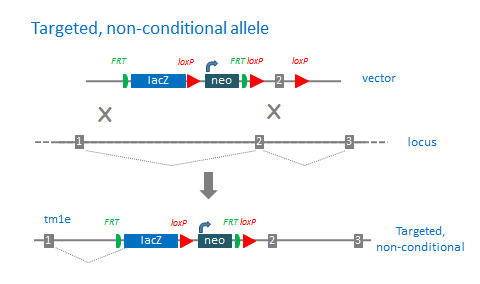 Targeted, non-conditional allele
FRT loxP FRT loxP loxP
lacZ neo 2 vector
X X
1 2 3 locus
tm1e FRT loxP FRT loxP
1 lacZ neo 2 3 Targeted,
non-conditional